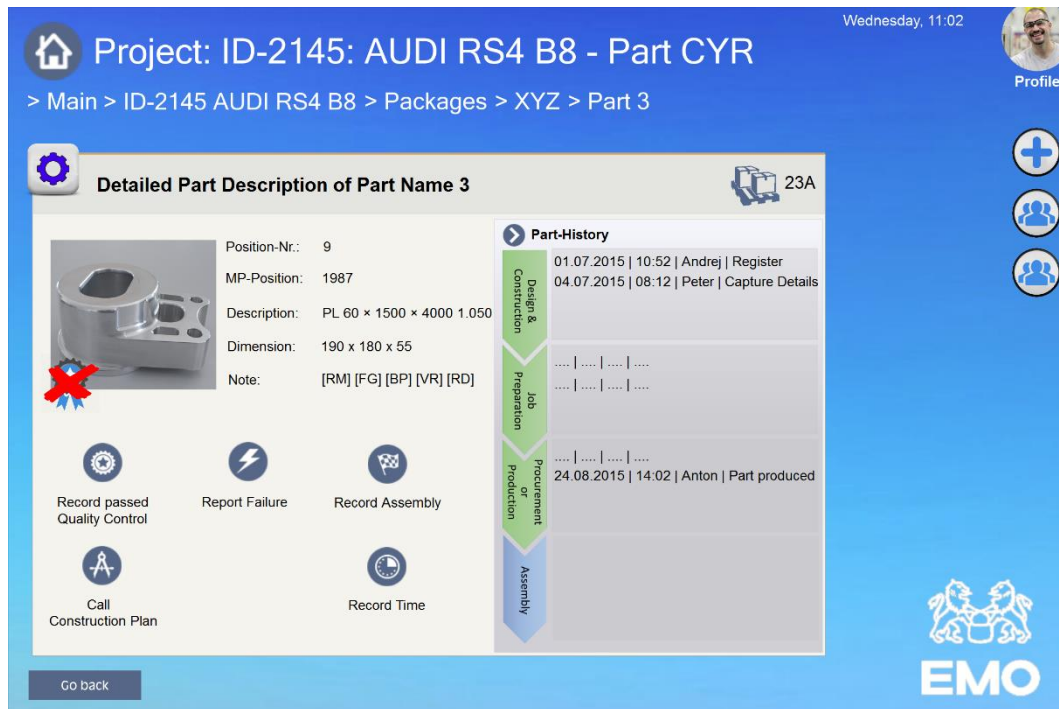 Wednesday, 11:02
Project: ID-2145: AUDI RS4 B8 - Part CYR
Profile
> Main > ID-2145 AUDI RS4 B8 > Packages > XYZ > Part 3
Detailed Part Description of Part Name 3
23A
Position-Nr.: 9
MP-Position: 1987
Description: PL 60 × 1500 × 4000 1.050
Dimension: 190 x 180 x 55
Note: [RM] [FG] [BP] [VR] [RD]
Record passed
Quality Control
Report Failure
Record Assembly
Call
Construction Plan
Record Time
Part-History
Design &
Construction
01.07.2015 | 10:52 | Andrej | Register
04.07.2015 | 08:12 | Peter | Capture Details
Job
Preparation
.... | .... | .... | ....
.... | .... | .... | ....
Procurement
or
Production
.... | .... | .... | ....
24.08.2015 | 14:02 | Anton | Part produced
Assembly
Go back
EMO